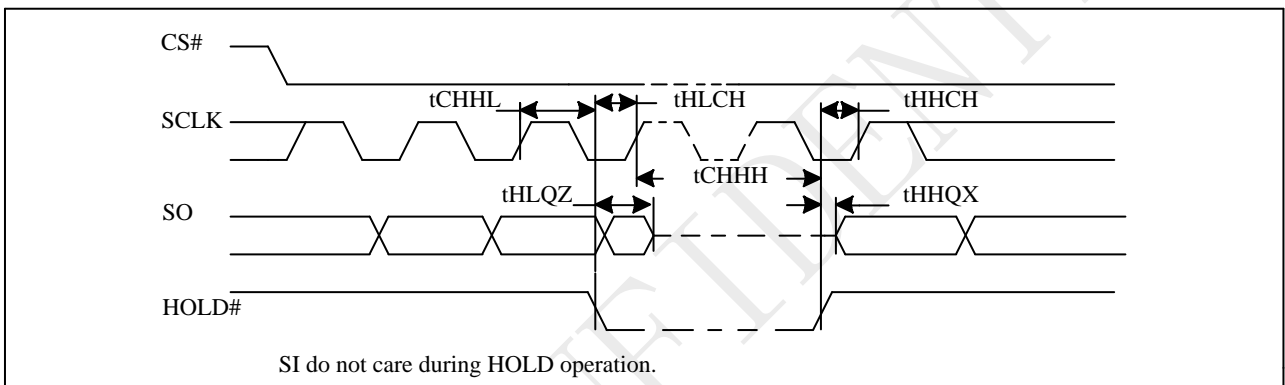 CS#
tCHHL
tHLCH
tHHCH
SCLK
tCHHH
tHLQZ
tHHQX
SO
HOLD#
SI do not care during HOLD operation.